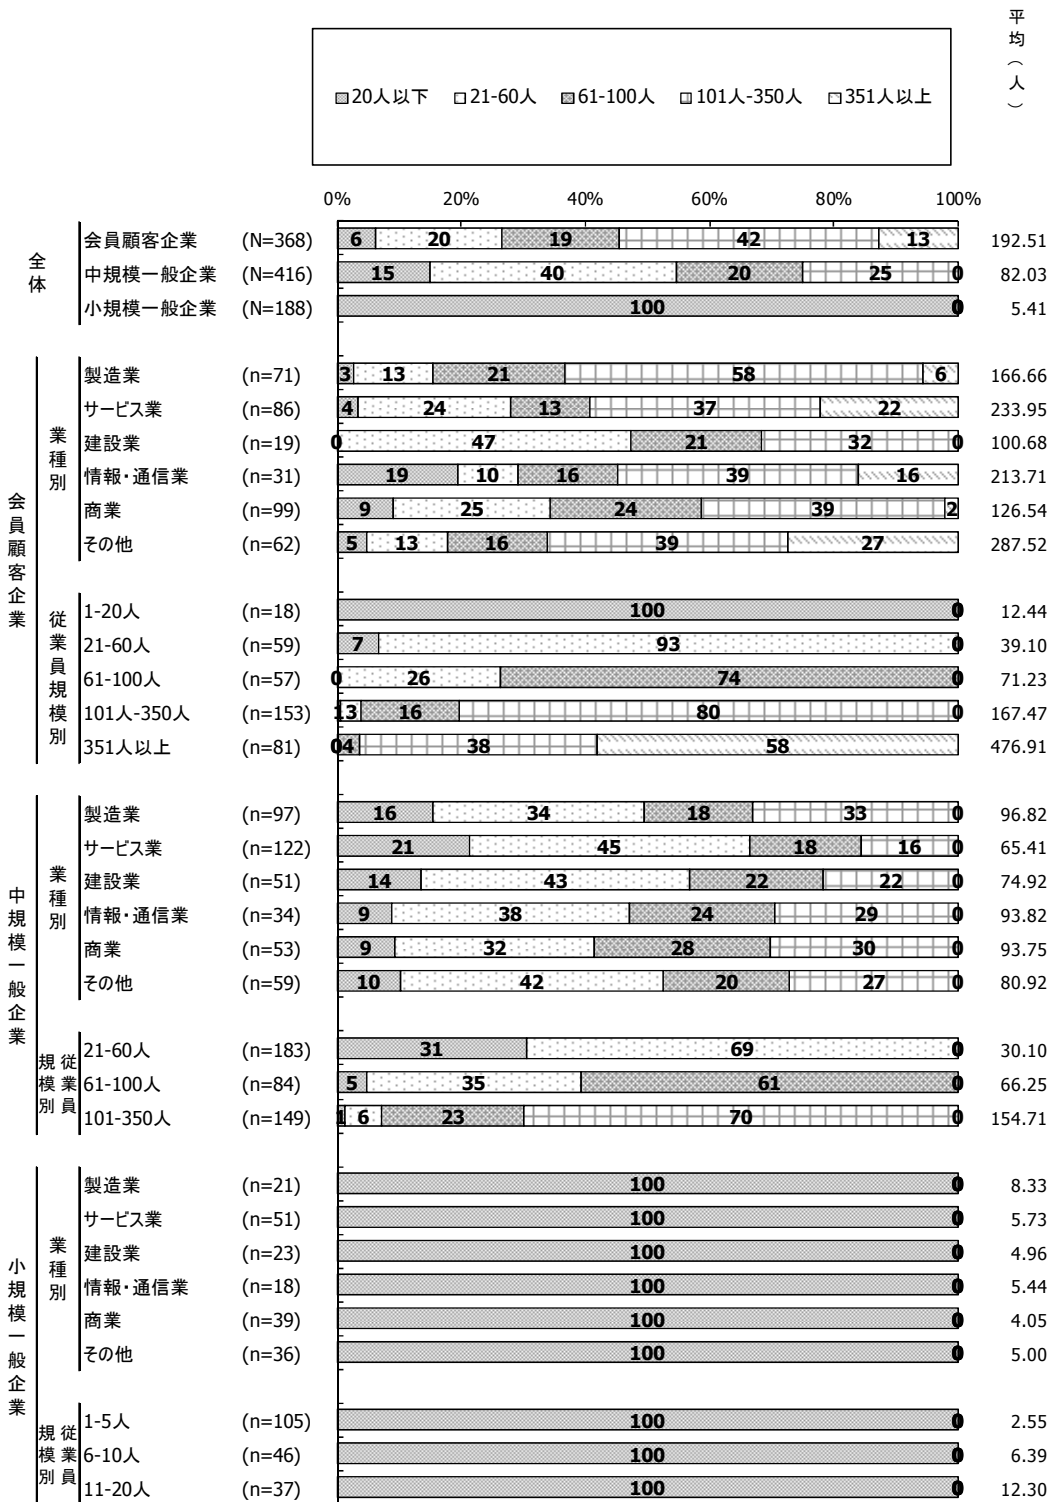 平均（人）
20人以下 21-60人 61-100人 101人-350人 351人以上
0% 20% 40% 60% 80% 100%
全体
会員顧客企業 (N=368) 6 20 19 42 13 192.51
中規模一般企業 (N=416) 15 40 20 25 0 82.03
小規模一般企業 (N=188) 100 0 5.41
会員顧客企業
業種別
製造業 (n=71) 3 13 21 58 6 166.66
サービス業 (n=86) 4 24 13 37 22 233.95
建設業 (n=19) 0 47 21 32 0 100.68
情報・通信業 (n=31) 19 10 16 39 16 213.71
商業 (n=99) 9 25 24 39 2 126.54
その他 (n=62) 5 13 16 39 27 287.52
従業員規模別
1-20人 (n=18) 100 0 12.44
21-60人 (n=59) 7 93 0 39.10
61-100人 (n=57) 0 26 74 0 71.23
101人-350人 (n=153) 1 3 16 80 0 167.47
351人以上 (n=81) 0 4 38 58 476.91
中規模一般企業
業種別
製造業 (n=97) 16 34 18 33 0 96.82
サービス業 (n=122) 21 45 18 16 0 65.41
建設業 (n=51) 14 43 22 22 0 74.92
情報・通信業 (n=34) 9 38 24 29 0 93.82
商業 (n=53) 9 32 28 30 0 93.75
その他 (n=59) 10 42 20 27 0 80.92
従業員規模別
21-60人 (n=183) 31 69 0 30.10
61-100人 (n=84) 5 35 61 0 66.25
101-350人 (n=149) 1 6 23 70 0 154.71
小規模一般企業
業種別
製造業 (n=21) 100 0 8.33
サービス業 (n=51) 100 0 5.73
建設業 (n=23) 100 0 4.96
情報・通信業 (n=18) 100 0 5.44
商業 (n=39) 100 0 4.05
その他 (n=36) 100 0 5.00
従業員規模別
1-5人 (n=105) 100 0 2.55
6-10人 (n=46) 100 0 6.39
11-20人 (n=37) 100 0 12.30